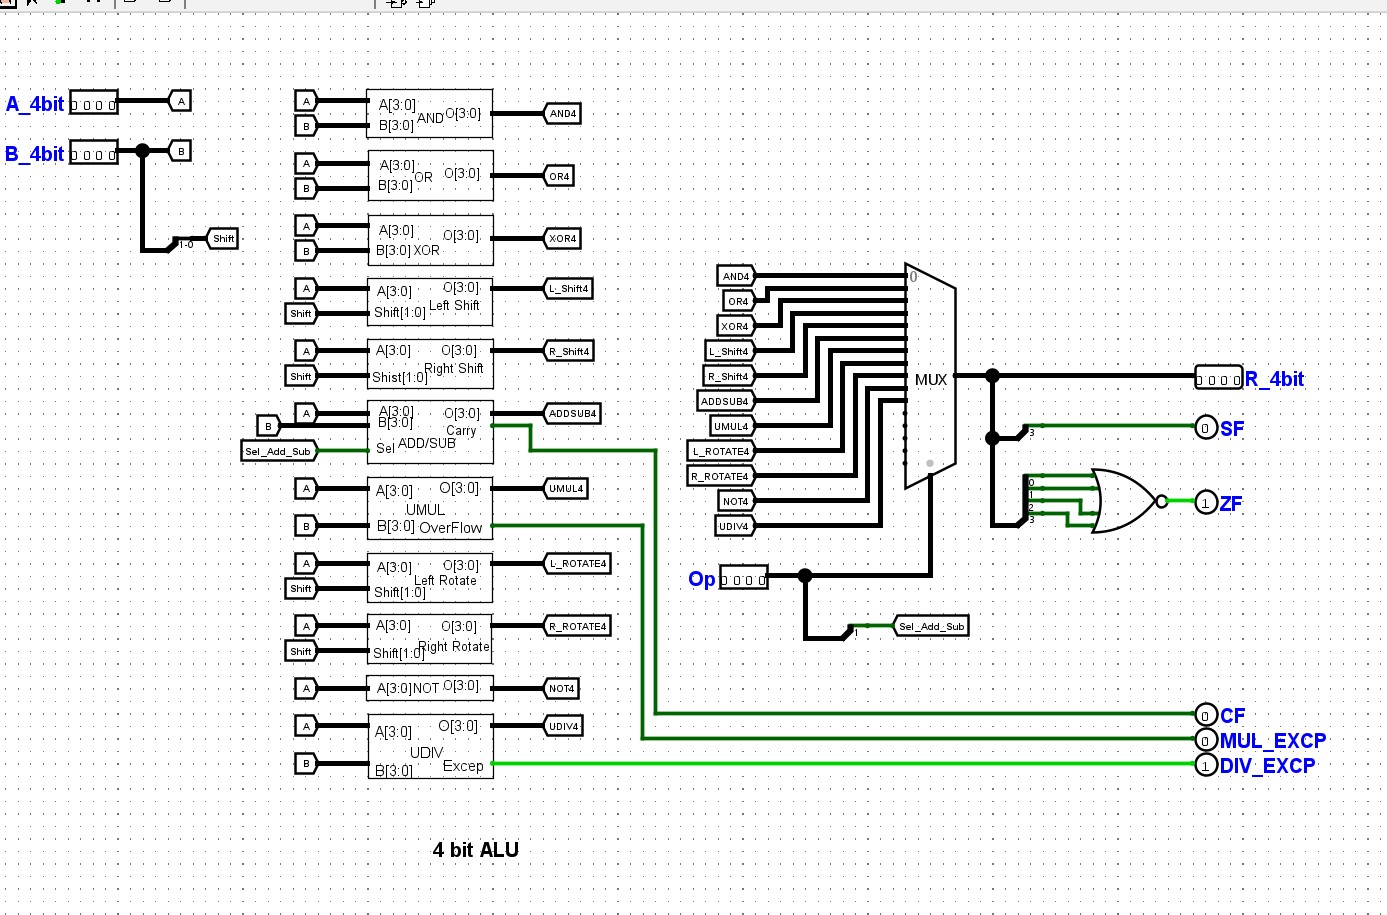 A_4bit
0 0 0 0
A
B_4bit
0 0 0 0
B
1-0
Shift
A
B
A[3:0]
B[3:0]
AND
O[3:0]
AND4
A
B
A[3:0]
B[3:0]
OR
O[3:0]
OR4
A
B
A[3:0]
B[3:0]
XOR
O[3:0]
XOR4
A
Shift
A[3:0]
Shift[1:0]
Left Shift
O[3:0]
L_Shift4
A
Shift
A[3:0]
Shist[1:0]
Right Shift
O[3:0]
R_Shift4
A
B
Sel_Add_Sub
A[3:0]
B[3:0]
Sel
ADD/SUB
O[3:0]
Carry
ADDSUB4
A
B
A[3:0]
B[3:0]
UMUL
O[3:0]
OverFlow
UMUL4
A
Shift
A[3:0]
Shift[1:0]
Left Rotate
O[3:0]
L_ROTATE4
A
Shift
A[3:0]
Shift[1:0]
Right Rotate
O[3:0]
R_ROTATE4
A
A[3:0]
NOT
O[3:0]
NOT4
A
B
A[3:0]
B[3:0]
UDIV
O[3:0]
Excep
UDIV4
AND4
OR4
XOR4
L_Shift4
R_Shift4
ADDSUB4
UMUL4
L_ROTATE4
R_ROTATE4
NOT4
UDIV4
0
MUX
Op
0 0 0 0
1
Sel_Add_Sub
0 0 0 0
R_4bit
3
0
SF
0
1
2
3
1
ZF
0
CF
0
MUL_EXCP
1
DIV_EXCP
4 bit ALU